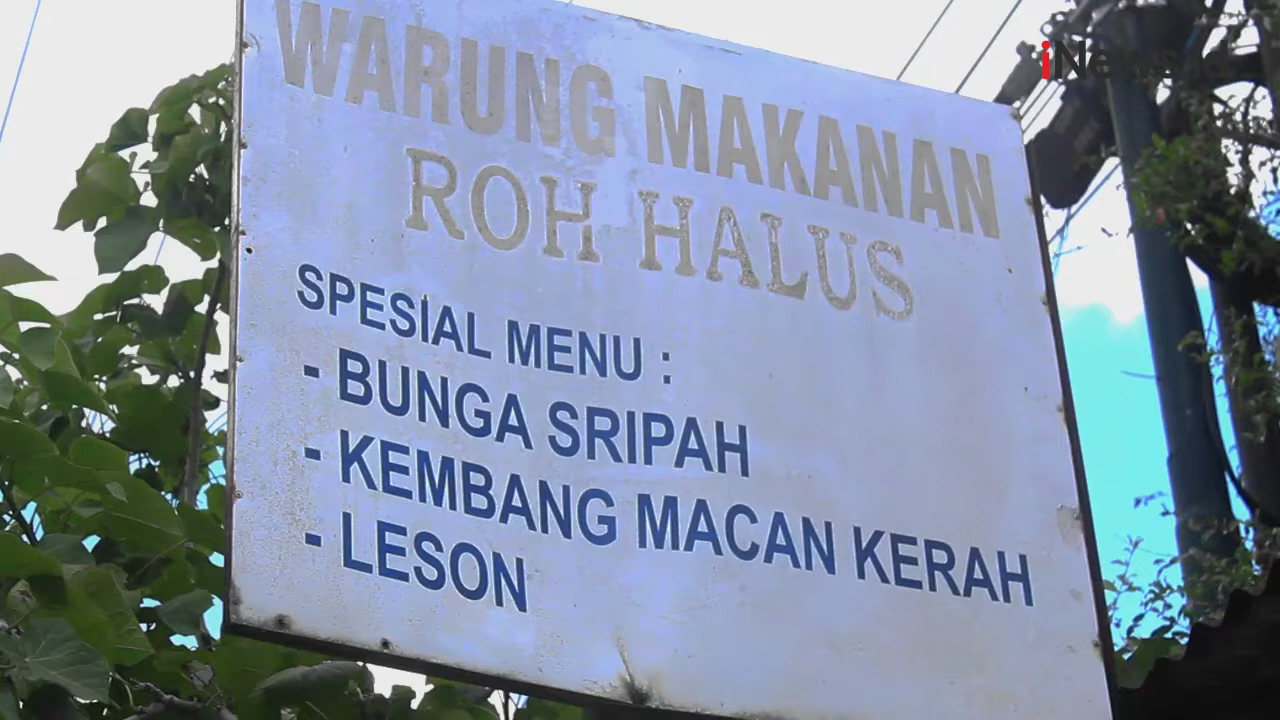 WARUNG MAKANAN
ROH HALUS
SPESIAL MENU :
- BUNGA SRIPAH
- KEMBANG MACAN KERAH
- LESON